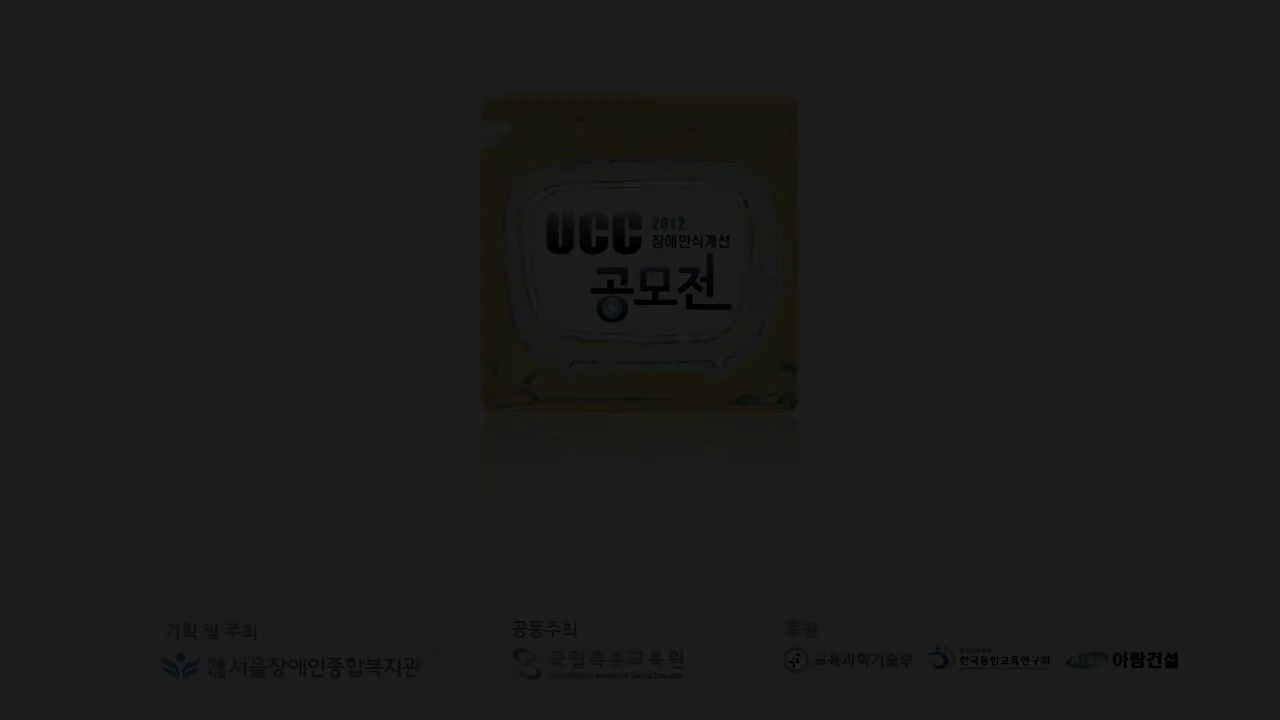 UCC 2012
장애인식개선
공모전
기획 및 주최
서울장애인종합복지관
공동주최
국립특수교육원
후원
교육과학기술부
한국통합교육연구회
아람건설